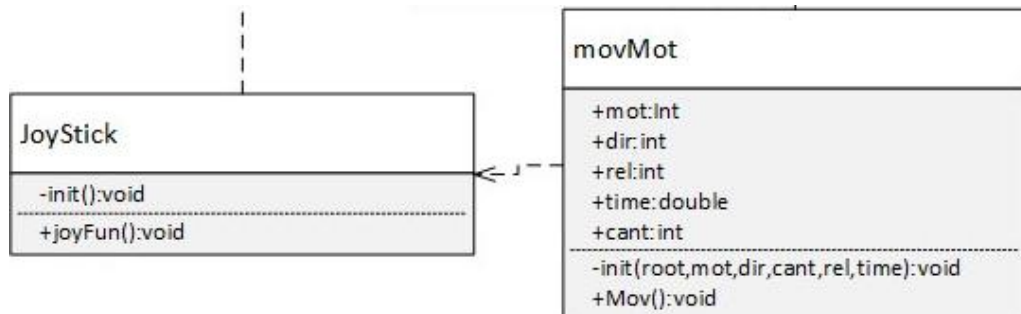 JoyStick
-init():void
+joyFun():void
movMot
+mot:Int
+dir:int
+rel:int
+time:double
+cant:int
-init(root,mot,dir,cant,rel,time):void
+Mov():void